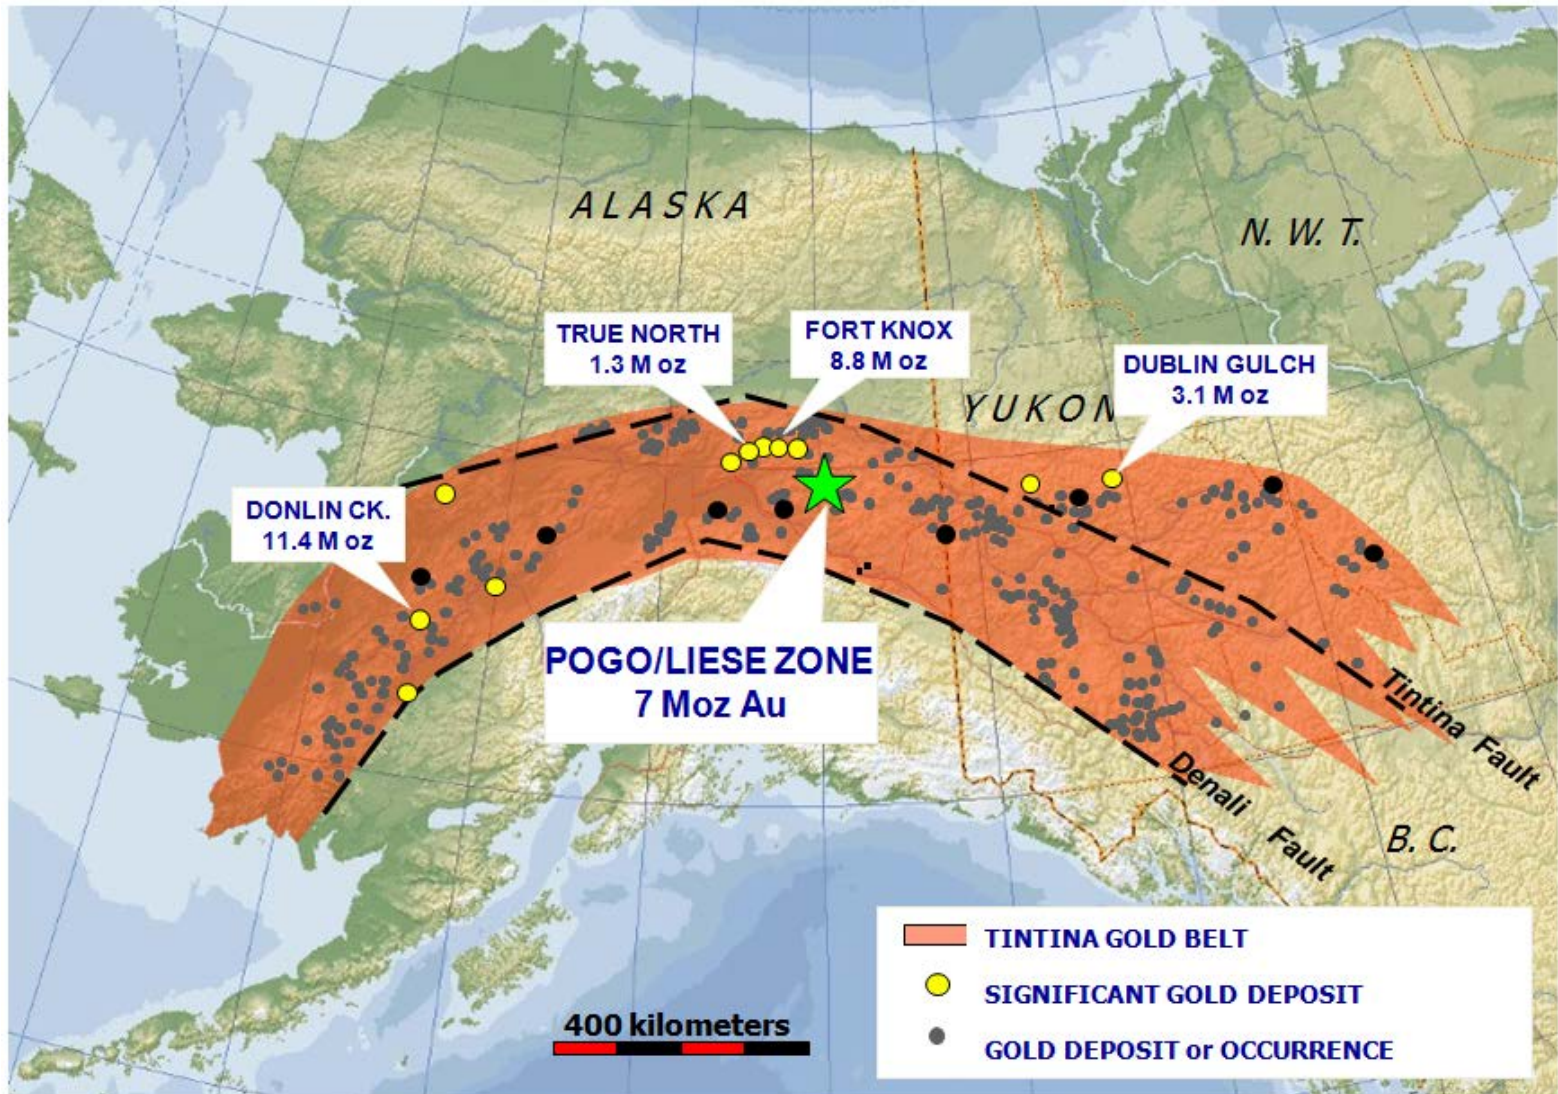 A L A S K A
N. W. T.
TRUE NORTH
1.3 M oz
FORT KNOX
8.8 M oz
DUBLIN GULCH
3.1 M oz
Y U K O N
DONLIN CK.
11.4 M oz
POGO/LIESE ZONE
7 Moz Au
Tintina Fault
Denali Fault
B. C.
TINTINA GOLD BELT
SIGNIFICANT GOLD DEPOSIT
GOLD DEPOSIT or OCCURRENCE
400 kilometers